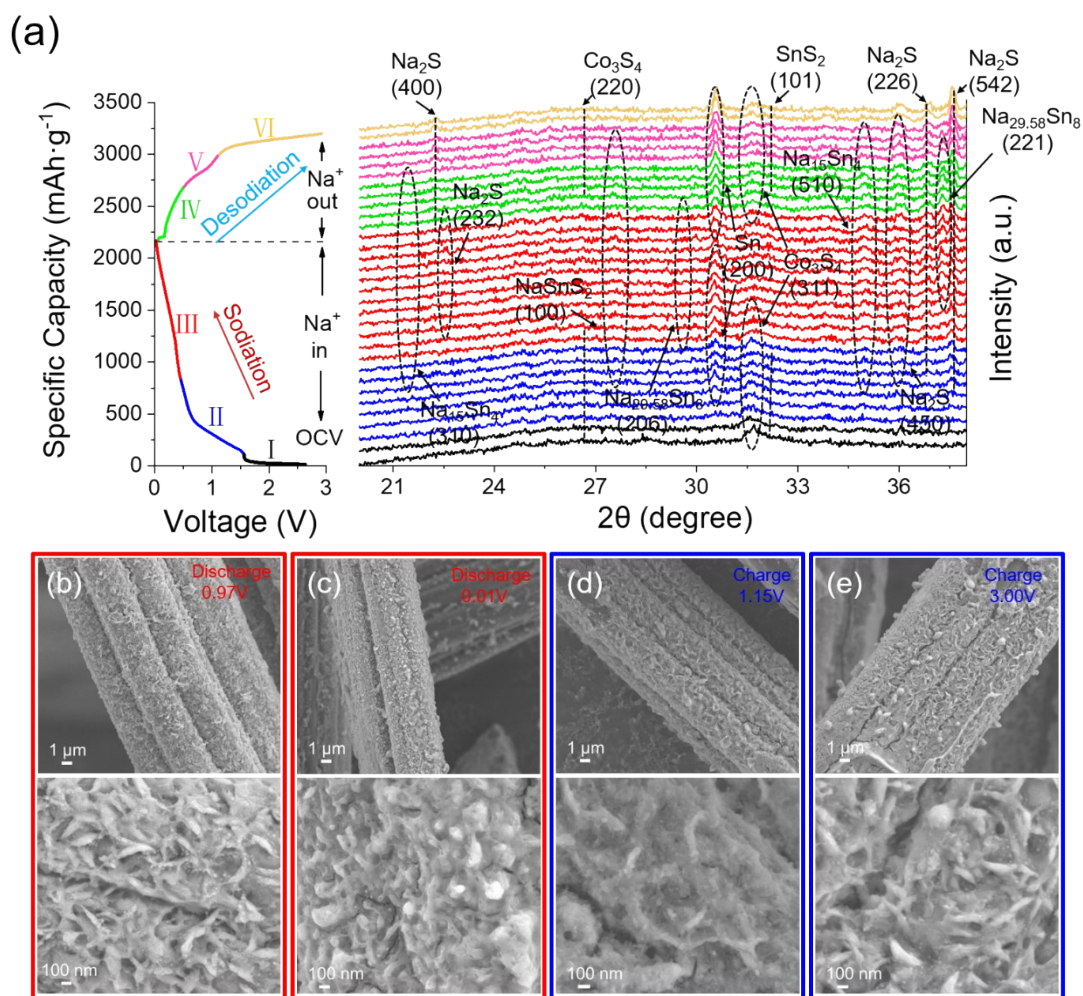 (a)
Specific Capacity (mAh·g⁻¹)
3500
3000
2500
2000
1500
1000
500
0
0
1
2
3
Voltage (V)
VI
V
IV
III
II
I
Desodiation
Sodiation
Na⁺
out
Na⁺
in
OCV
Na₂S
(400)
Co₃S₄
(220)
SnS₂
(101)
Na₂S
(226)
Na₂S
(542)
Na₂₉.₅₈Sn₈
(221)
Na₁₅Sn₄
(510)
Na₂S
(232)
Sn
(200)
Co₃S₄
(311)
NaSnS₂
(100)
Na₁₅Sn₄
(310)
Na₂₉.₅₈Sn₈
(206)
Na₂S
(450)
Intensity (a.u.)
21
24
27
30
33
36
2θ (degree)
(b)
Discharge
0.97V
1 μm
100 nm
(c)
Discharge
0.01V
1 μm
100 nm
(d)
Charge
1.15V
1 μm
100 nm
(e)
Charge
3.00V
1 μm
100 nm